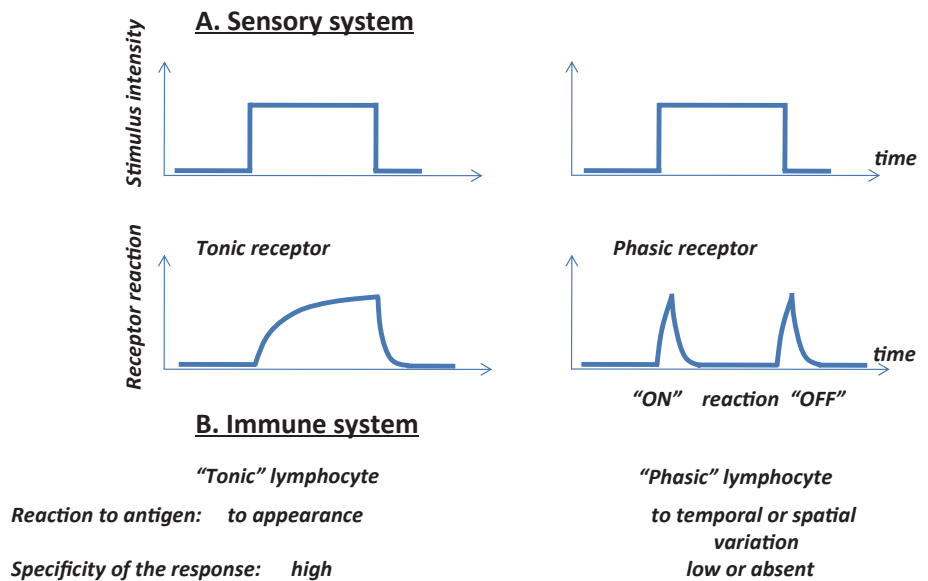 A. Sensory system
Stimulus intensity
time
Tonic receptor
Phasic receptor
Receptor reaction
time
“ON” reaction “OFF”
B. Immune system
“Tonic” lymphocyte
“Phasic” lymphocyte
Reaction to antigen: to appearance
to temporal or spatial
variation
Specificity of the response: high
low or absent